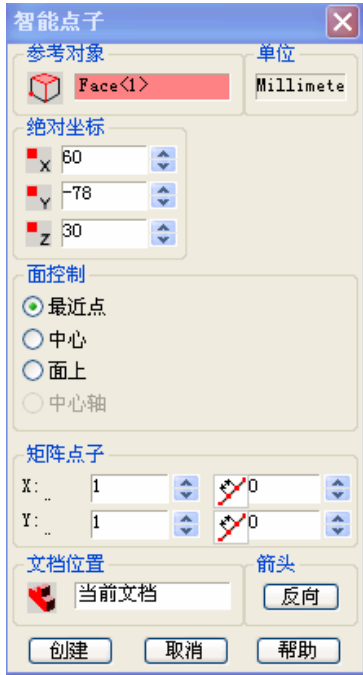 智能点子
参考对象 单位
Face<1> Millimete
绝对坐标
X 60
Y -78
Z 30
面控制
最近点
中心
面上
中心轴
矩阵点子
X: 1 0
Y: 1 0
文档位置 箭头
当前文档 反向
创建 取消 帮助